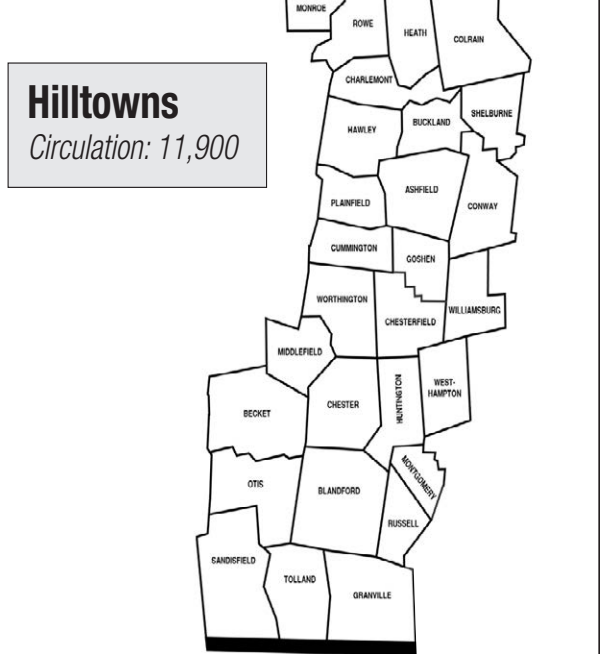 MONROE
ROWE
HEATH
COLRAIN
Hilltowns
Circulation: 11,900
CHARLEMONT
HAWLEY
BUCKLAND
SHELBURNE
PLAINFIELD
ASHFIELD
CONWAY
CUMMINGTON
GOSHEN
WORTHINGTON
CHESTERFIELD
WILLIAMSBURG
MIDDLEFIELD
BECKET
CHESTER
HUNTINGTON
WEST-
HAMPTON
OTIS
BLANDFORD
MONTGOMERY
RUSSELL
SANDISFIELD
TOLLAND
GRANVILLE